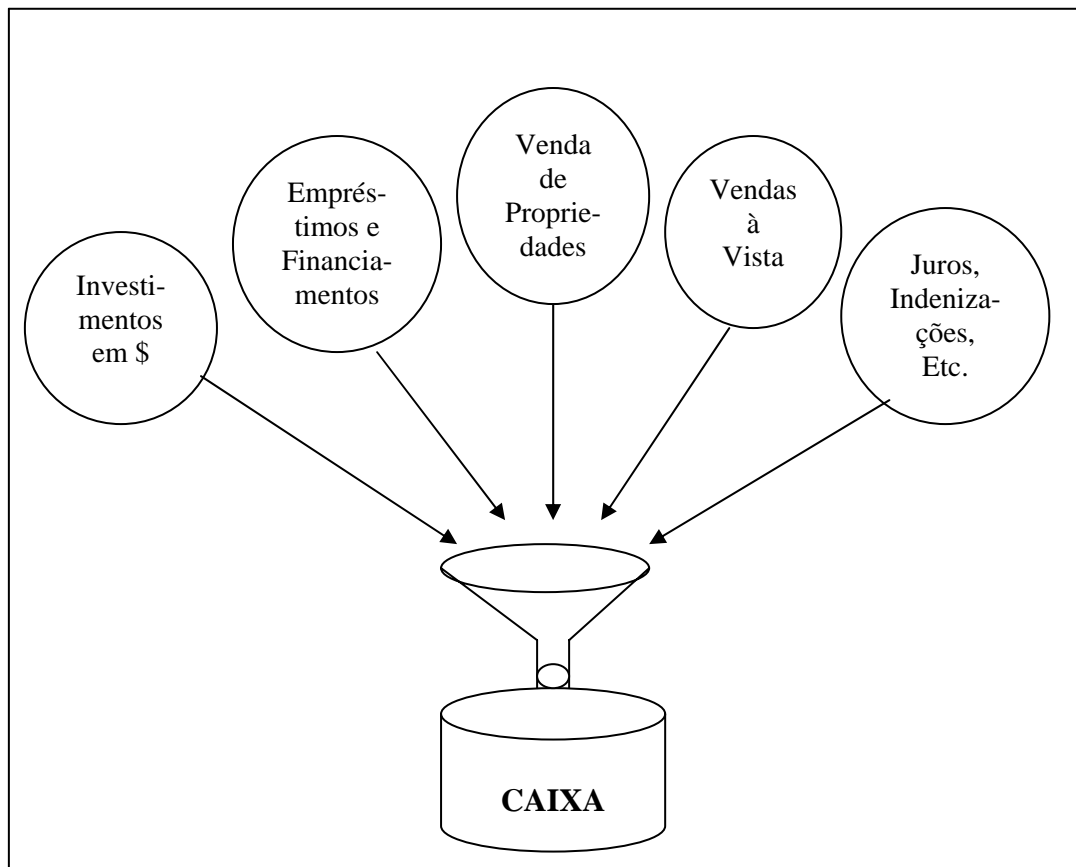 Investi-
mentos
em $
Emprés-
timos e
Financia-
mentos
Venda
de
Proprie-
dades
Vendas
à
Vista
Juros,
Indeniza-
ções,
Etc.
CAIXA